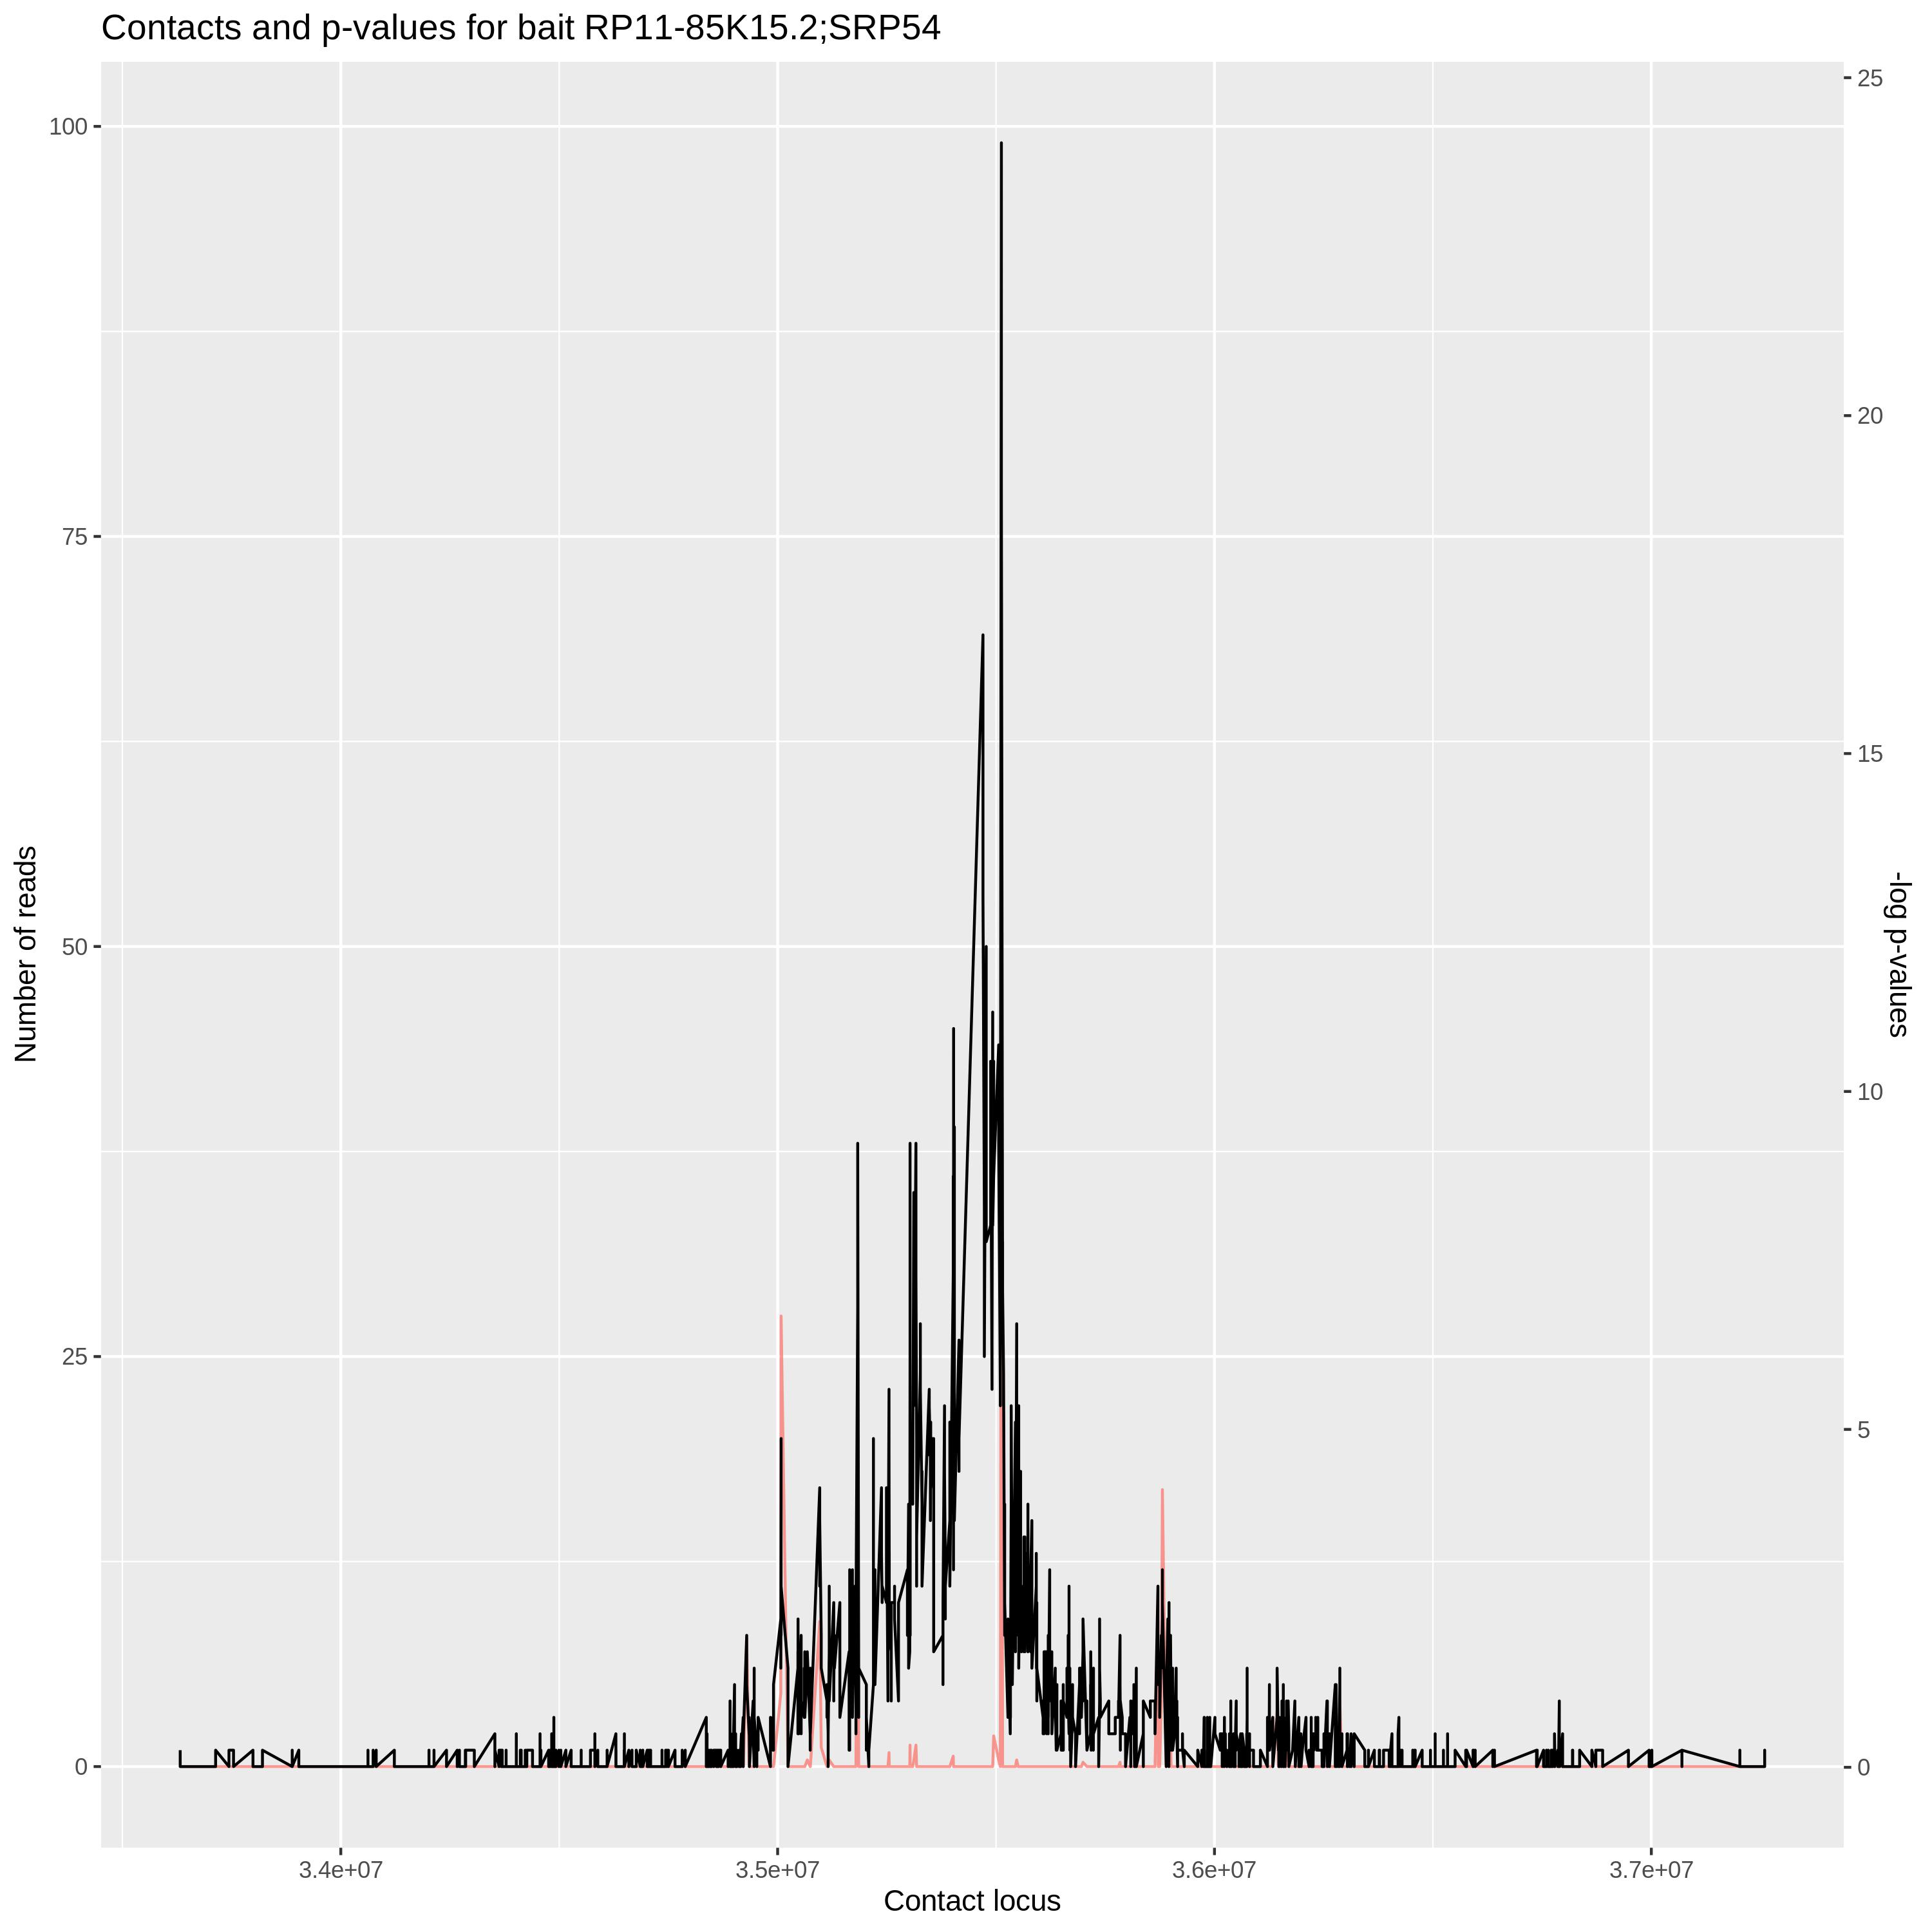 Contacts and p-values for bait RP11-85K15.2;SRP54
100
75
50
25
0
Number of reads
25
20
15
10
5
0
-log p-values
3.4e+07
3.5e+07
3.6e+07
3.7e+07
Contact locus